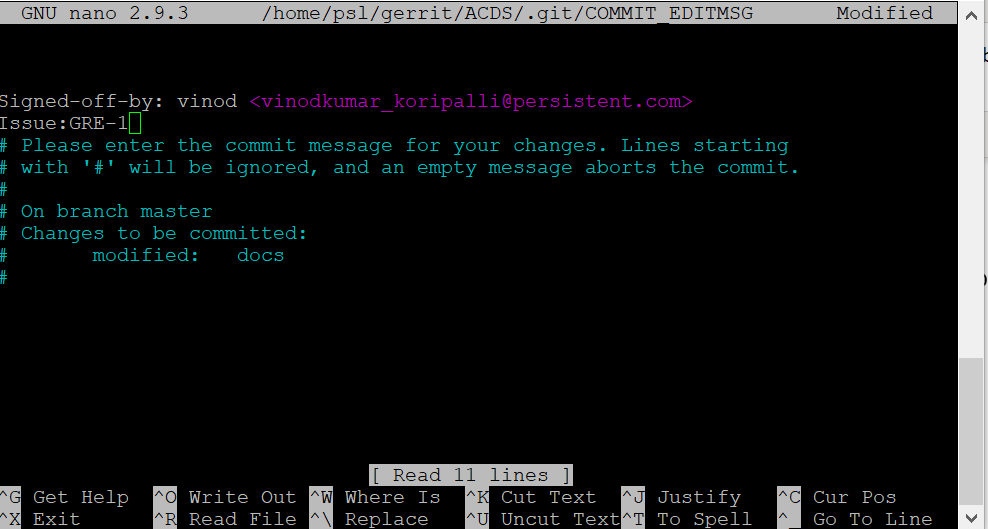 GNU nano 2.9.3 /home/psl/gerrit/ACDS/.git/COMMIT_EDITMSG Modified
Signed-off-by: vinod <vinodkumar_koripalli@persistent.com>
Issue:GRE-1
# Please enter the commit message for your changes. Lines starting
# with '#' will be ignored, and an empty message aborts the commit.
#
# On branch master
# Changes to be committed:
#       modified:   docs
#
[ Read 11 lines ]
^G Get Help ^O Write Out ^W Where Is ^K Cut Text ^J Justify ^C Cur Pos
^X Exit ^R Read File ^\ Replace ^U Uncut Text ^T To Spell ^_ Go To Line